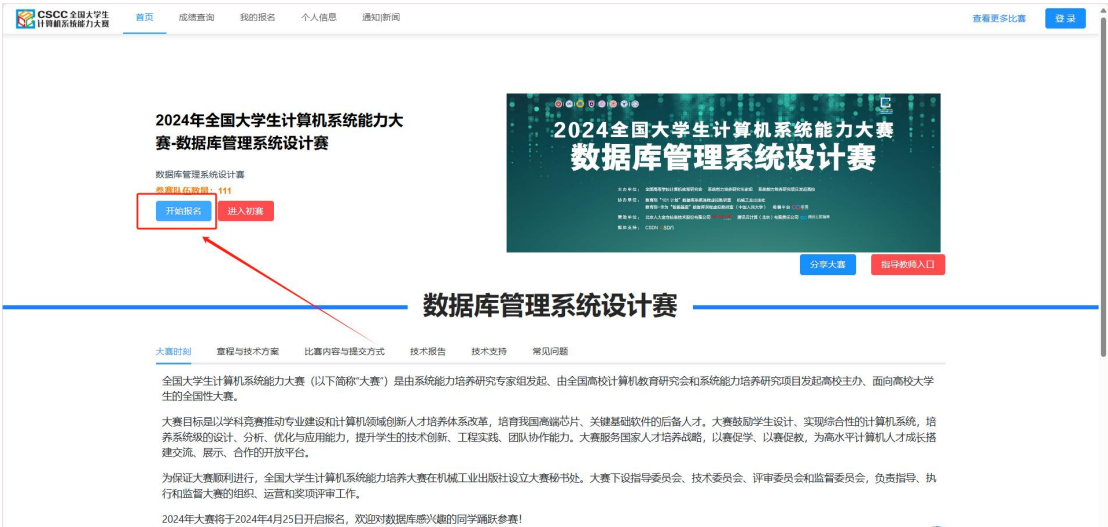 CSCC 全国大学生
计算机系统能力大赛
首页 成绩查询 我的报名 个人信息 通知|新闻 查看更多比赛 登 录
2024年全国大学生计算机系统能力大
赛-数据库管理系统设计赛
数据库管理系统设计赛
参赛队伍数量：111
开始报名 进入初赛
2024全国大学生计算机系统能力大赛
数据库管理系统设计赛
分享大赛 指导教师入口
数据库管理系统设计赛
大赛时刻 章程与技术方案 比赛内容与提交方式 技术报告 技术支持 常见问题
全国大学生计算机系统能力大赛（以下简称“大赛”）是由系统能力培养研究专家组发起、由全国高校计算机教育研究会和系统能力培养研究项目发起高校主办、面向高校大学
生的全国性大赛。
大赛目标是以学科竞赛推动专业建设和计算机领域创新人才培养体系改革，培育我国高端芯片、关键基础软件的后备人才。大赛鼓励学生设计、实现综合性的计算机系统，培
养系统级的设计、分析、优化与应用能力，提升学生的技术创新、工程实践、团队协作能力。大赛服务国家人才培养战略，以赛促学、以赛促教，为高水平计算机人才成长搭
建交流、展示、合作的开放平台。
为保证大赛顺利进行，全国大学生计算机系统能力培养大赛在机械工业出版社设立大赛秘书处。大赛下设指导委员会、技术委员会、评审委员会和监督委员会，负责指导、执
行和监督大赛的组织、运营和奖项评审工作。
2024年大赛将于2024年4月25日开启报名，欢迎对数据库感兴趣的同学踊跃参赛！